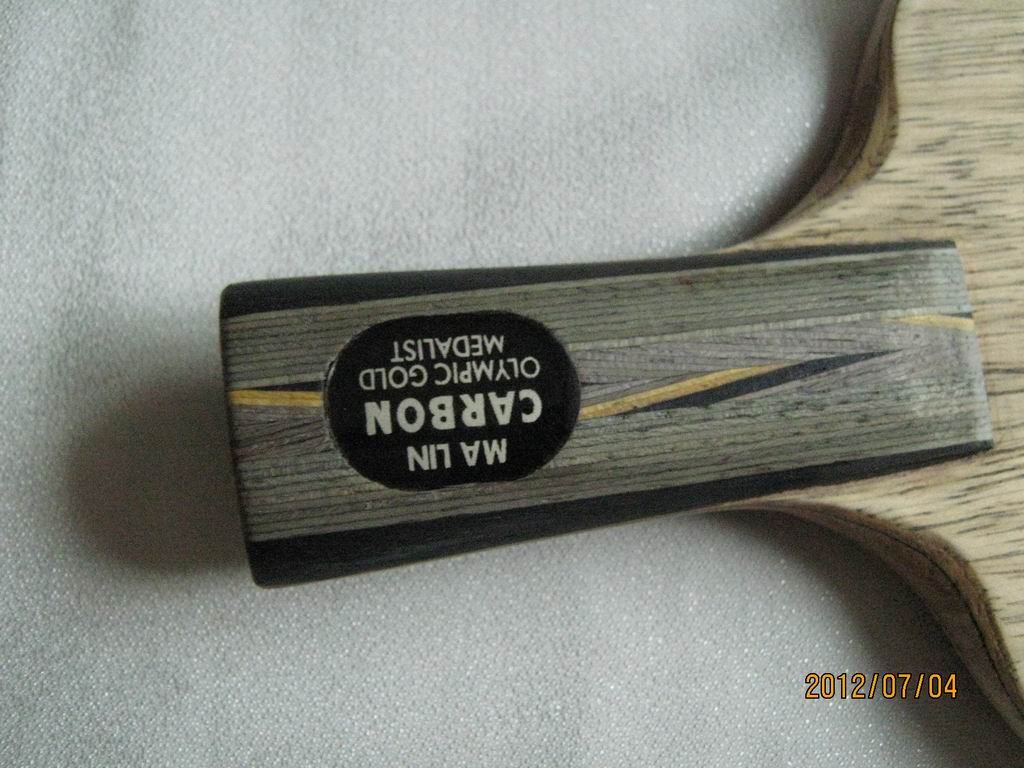 MA LIN
CARBON
OLYMPIC GOLD
MEDALIST
2012/07/04